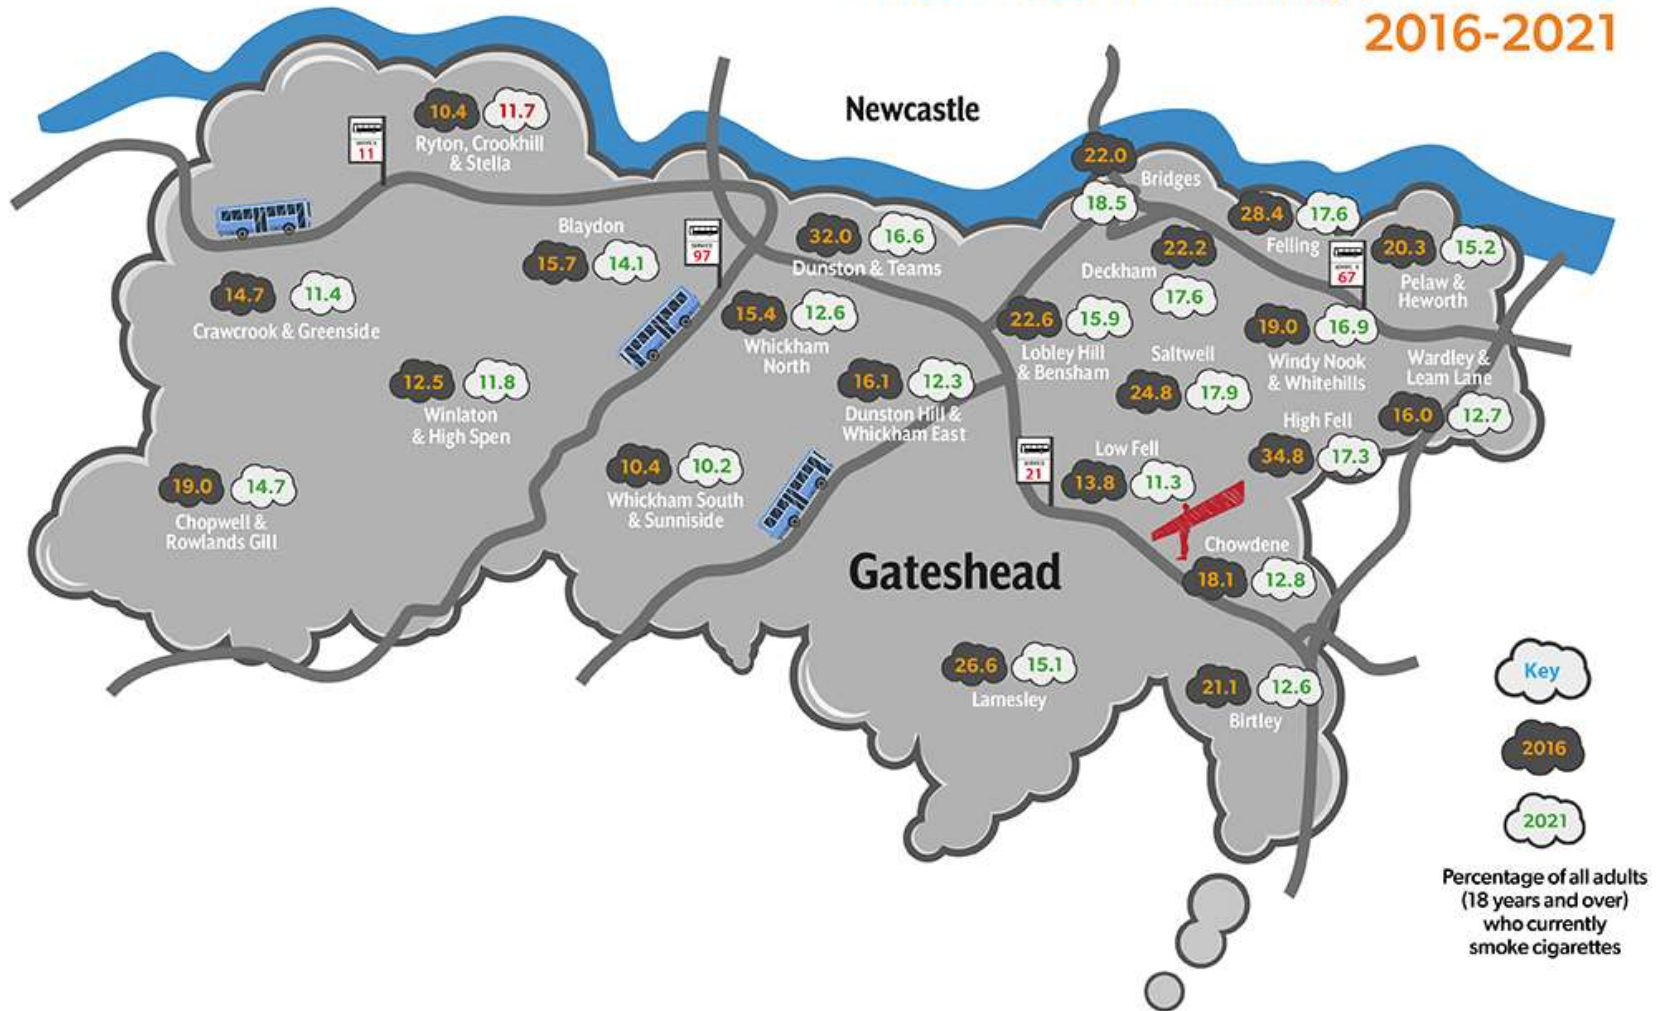 2016-2021
Newcastle
10.4 11.7
Ryton, Crookhill
& Stella
11
22.0
Bridges
18.5
28.4 17.6
Felling
Blaydon
15.7 14.1
SERVICE
97
32.0 16.6
Dunston & Teams
22.2
Deckham
17.6
67
20.3 15.2
Pelaw &
Heworth
14.7 11.4
Crawcrook & Greenside
15.4 12.6
Whickham
North
22.6 15.9
Lobley Hill
& Bensham
Saltwell
24.8 17.9
19.0 16.9
Windy Nook
& Whitehills
Wardley &
Leam Lane
16.0 12.7
12.5 11.8
Winlaton
& High Spen
16.1 12.3
Dunston Hill &
Whickham East
High Fell
34.8 17.3
10.4 10.2
Whickham South
& Sunniside
SERVICE
21
Low Fell
13.8 11.3
19.0 14.7
Chopwell &
Rowlands Gill
Gateshead
Chowdene
18.1 12.8
26.6 15.1
Lamesley
21.1 12.6
Birtley
Key
2016
2021
Percentage of all adults
(18 years and over)
who currently
smoke cigarettes